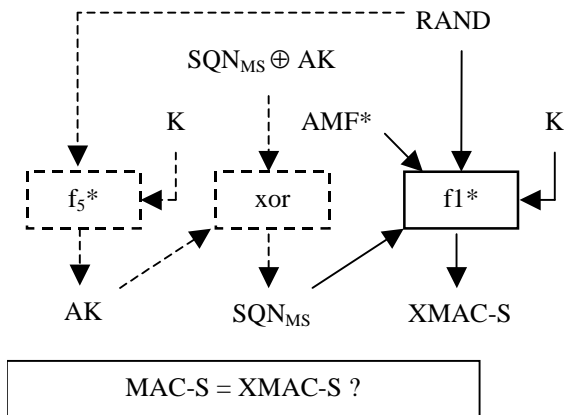 RAND
SQN_MS ⊕ AK
K
AMF*
K
f₅*
xor
f1*
AK
SQN_MS
XMAC-S
MAC-S = XMAC-S ?